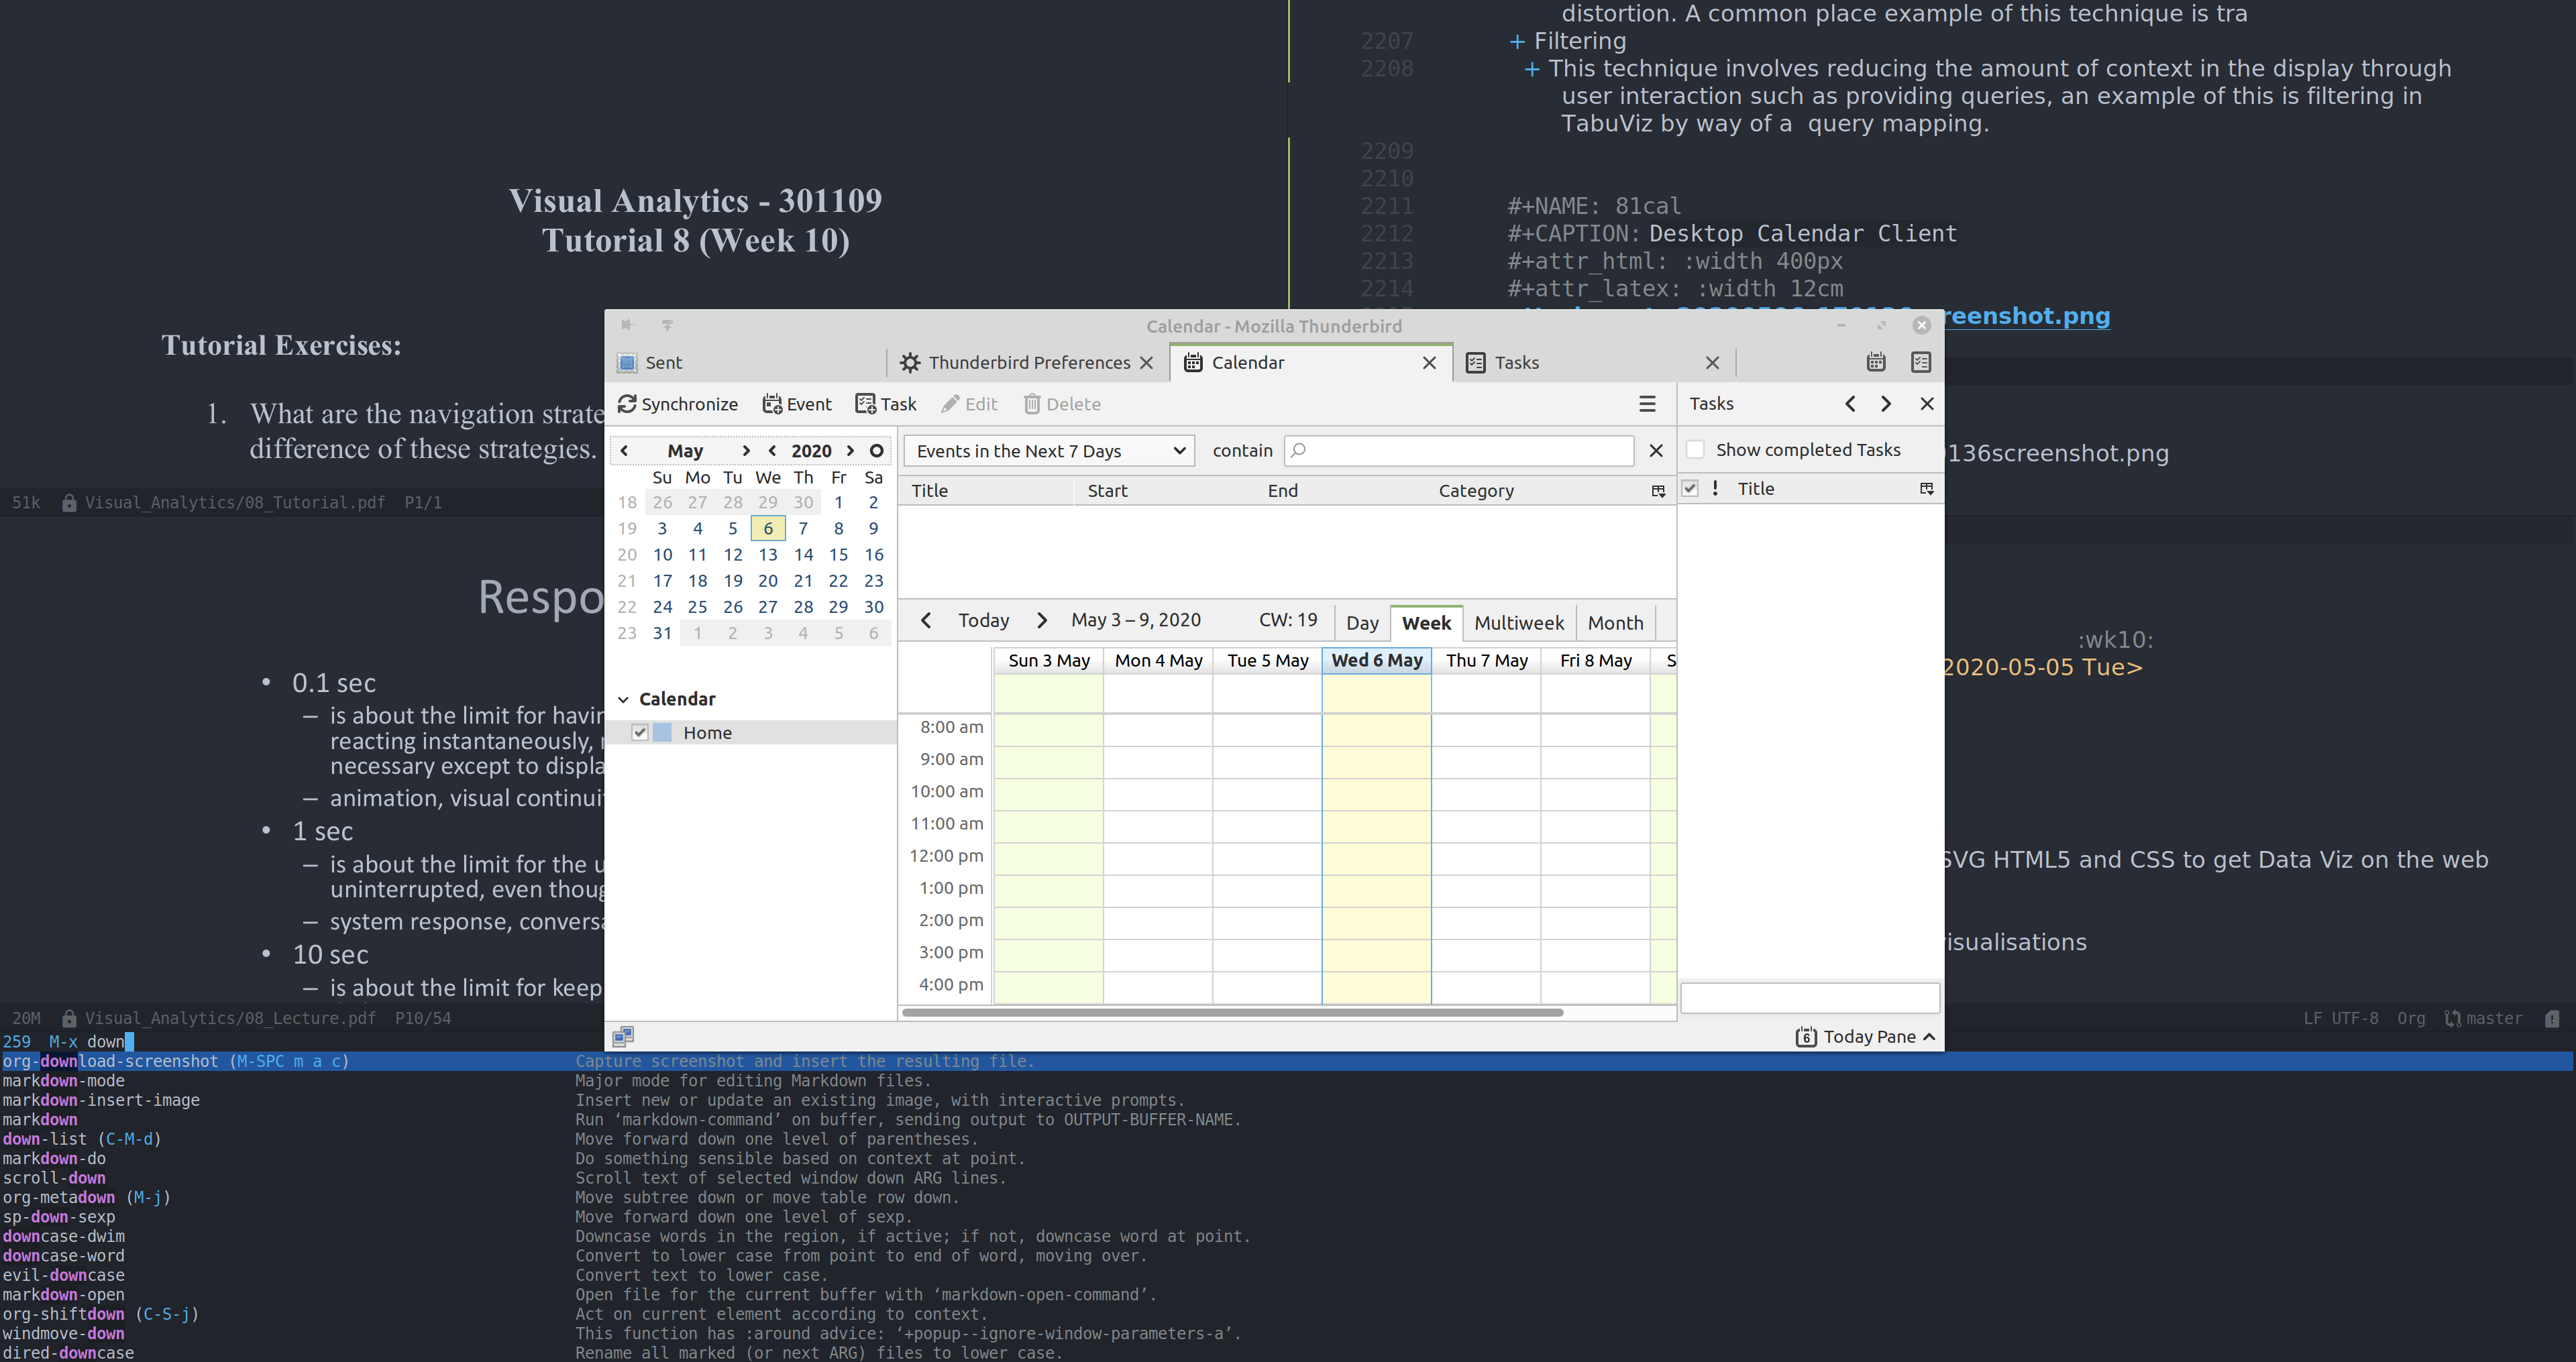 Visual Analytics - 301109
Tutorial 8 (Week 10)
Tutorial Exercises:
1. What are the navigation
difference of these strategies.
51k Visual_Analytics/08_Tutorial.pdf P1/1
0.1 sec
– is about the limit for
reacting instantaneously,
necessary except to
– animation, visual
1 sec
– is about the limit for the
uninterrupted, even
– system response,
10 sec
– is about the limit for
20M Visual_Analytics/08_Lecture.pdf P10/54
distortion. A common place example of this technique is tra
2207 + Filtering
2208 + This technique involves reducing the amount of context in the display through
user interaction such as providing queries, an example of this is filtering in
TabuViz by way of a query mapping.
2209
2210
2211 #+NAME: 81cal
2212 #+CAPTION: Desktop Calendar Client
2213 #+attr_html: :width 400px
2214 #+attr_latex: :width 12cm
reenshot.png
136screenshot.png
:wk10:
2020-05-05 Tue>
SVG HTML5 and CSS to get Data Viz on the web
isualisations
LF UTF-8 Org master
Calendar - Mozilla Thunderbird
Sent Thunderbird Preferences Calendar Tasks
Synchronize Event Task Edit Delete
Tasks
May 2020
Su Mo Tu We Th Fr Sa
18 26 27 28 29 30 1 2
19 3 4 5 6 7 8 9
20 10 11 12 13 14 15 16
21 17 18 19 20 21 22 23
22 24 25 26 27 28 29 30
23 31 1 2 3 4 5 6
Calendar
Home
Events in the Next 7 Days contain
Title Start End Category
Show completed Tasks
! Title
Today May 3 – 9, 2020 CW: 19 Day Week Multiweek Month
Sun 3 May Mon 4 May Tue 5 May Wed 6 May Thu 7 May Fri 8 May S
8:00 am
9:00 am
10:00 am
11:00 am
12:00 pm
1:00 pm
2:00 pm
3:00 pm
4:00 pm
6 Today Pane
259 M-x down
org-download-screenshot (M-SPC m a c) Capture screenshot and insert the resulting file.
markdown-mode Major mode for editing Markdown files.
markdown-insert-image Insert new or update an existing image, with interactive prompts.
markdown Run ‘markdown-command’ on buffer, sending output to OUTPUT-BUFFER-NAME.
down-list (C-M-d) Move forward down one level of parentheses.
markdown-do Do something sensible based on context at point.
scroll-down Scroll text of selected window down ARG lines.
org-metadown (M-j) Move subtree down or move table row down.
sp-down-sexp Move forward down one level of sexp.
downcase-dwim Downcase words in the region, if active; if not, downcase word at point.
downcase-word Convert to lower case from point to end of word, moving over.
evil-downcase Convert text to lower case.
markdown-open Open file for the current buffer with ‘markdown-open-command’.
org-shiftdown (C-S-j) Act on current element according to context.
windmove-down This function has :around advice: ‘+popup--ignore-window-parameters-a’.
dired-downcase Rename all marked (or next ARG) files to lower case.